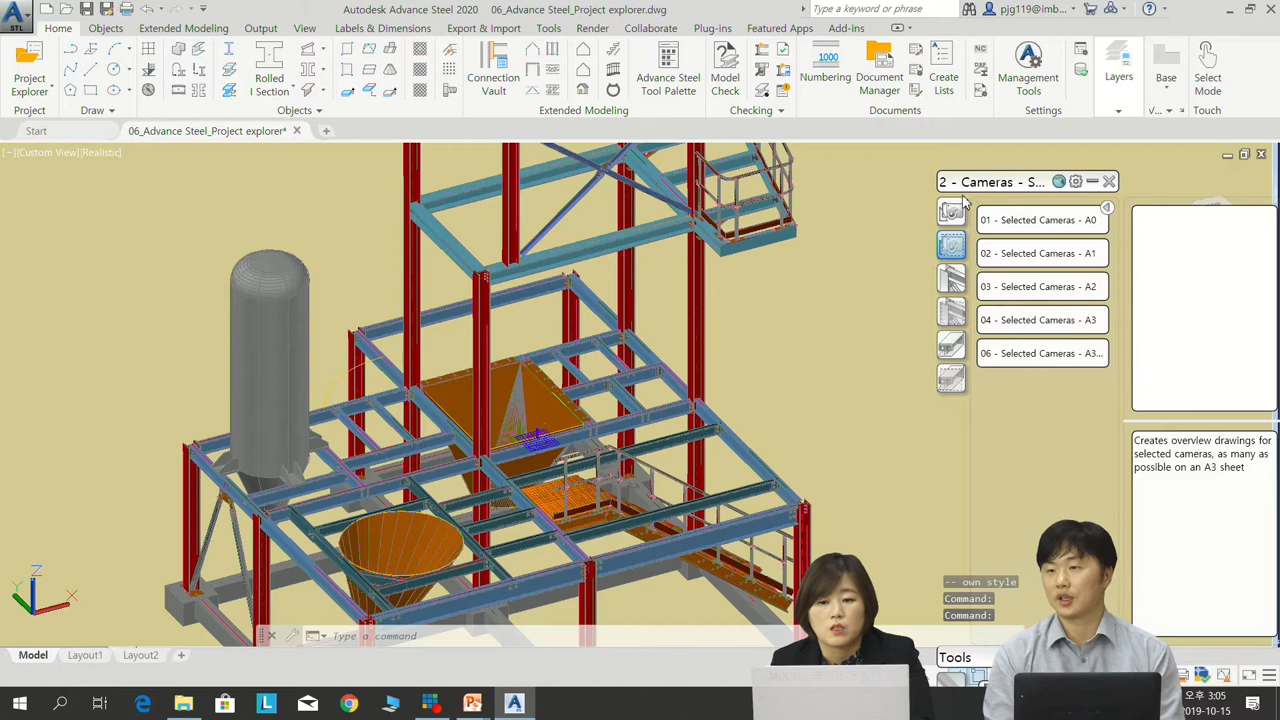 Autodesk Advance Steel 2020 06_Advance Steel_Project explorer.dwg
Type a keyword or phrase
pjg119@lmb...
STL
Home Objects Extended Modeling Output View Labels & Dimensions Export & Import Tools Render Collaborate Plug-ins Featured Apps Add-Ins
Project Explorer
Rolled I Section
Connection Vault
Advance Steel Tool Palette
Model Check
1000
Numbering
Document Manager
Create Lists
NC
DXF
Management Tools
Layers
Base
Select Mode
Project Draw Objects Extended Modeling Checking Documents Settings V... Touch
Start
06_Advance Steel_Project explorer*
[−][Custom View][Realistic]
2 - Cameras - S...
01 - Selected Cameras - A0
02 - Selected Cameras - A1
03 - Selected Cameras - A2
04 - Selected Cameras - A3
06 - Selected Cameras - A3...
Creates overview drawings for
selected cameras, as many as
possible on an A3 sheet
Z
Y
X
-- own style
Command:
Command:
Type a command
Tools
Model Layout1 Layout2
오후 3:05
2019-10-15